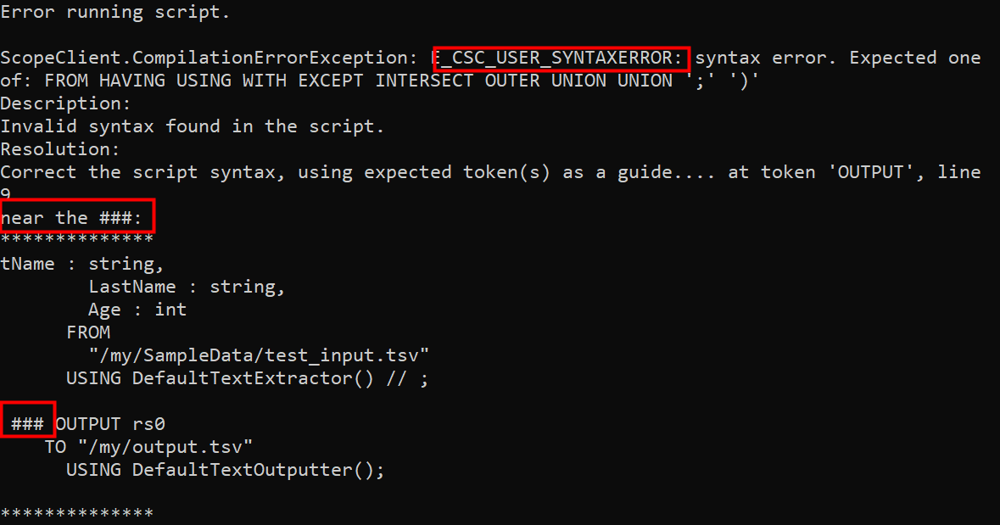 Error running script.
ScopeClient.CompilationErrorException: E_CSC_USER_SYNTAXERROR: syntax error. Expected one
of: FROM HAVING USING WITH EXCEPT INTERSECT OUTER UNION UNION ';' ')'
Description:
Invalid syntax found in the script.
Resolution:
Correct the script syntax, using expected token(s) as a guide.... at token 'OUTPUT', line
9
near the ###:
**************
tName : string,
LastName : string,
Age : int
FROM
"/my/SampleData/test_input.tsv"
USING DefaultTextExtractor() // ;
### OUTPUT rs0
TO "/my/output.tsv"
USING DefaultTextOutputter();
**************